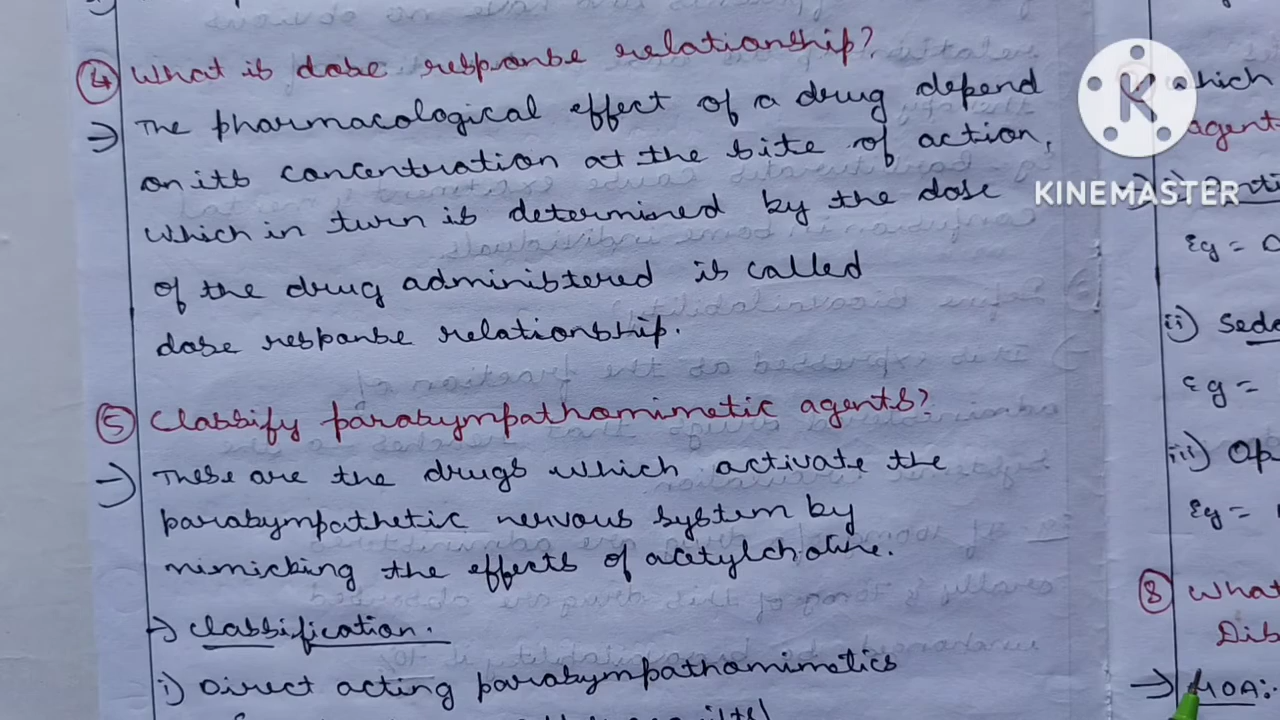 ④ What is dose response relationship?
⇒ The pharmacological effect of a drug depend
on its concentration at the site of action,
which in turn is determined by the dose
of the drug administered is called
dose response relationship.
⑤ Classify parasympathomimetic agents?
→ These are the drugs which activate the
parasympathetic nervous system by
mimicking the effects of acetylcholine.
→ Classification.
i) Direct acting parasympathomimetics
K
KINEMASTER
which
agent
Eg =
ii)
Eg =
iii) Op
Eg =
⑧ What
Dis
→ MOA:-